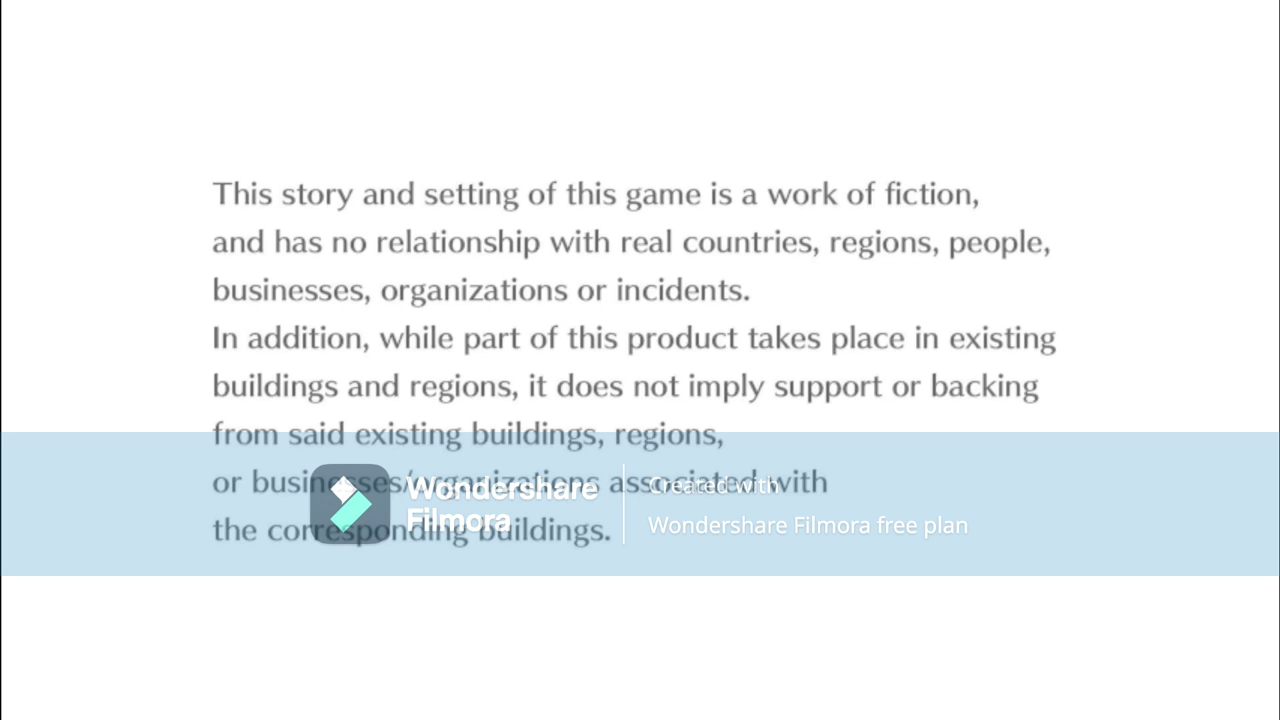 This story and setting of this game is a work of fiction,
and has no relationship with real countries, regions, people,
businesses, organizations or incidents.
In addition, while part of this product takes place in existing
buildings and regions, it does not imply support or backing
from said existing buildings, regions,
or businesses/organizations associated with
the corresponding buildings.
Wondershare
Filmora
Created with
Wondershare Filmora free plan